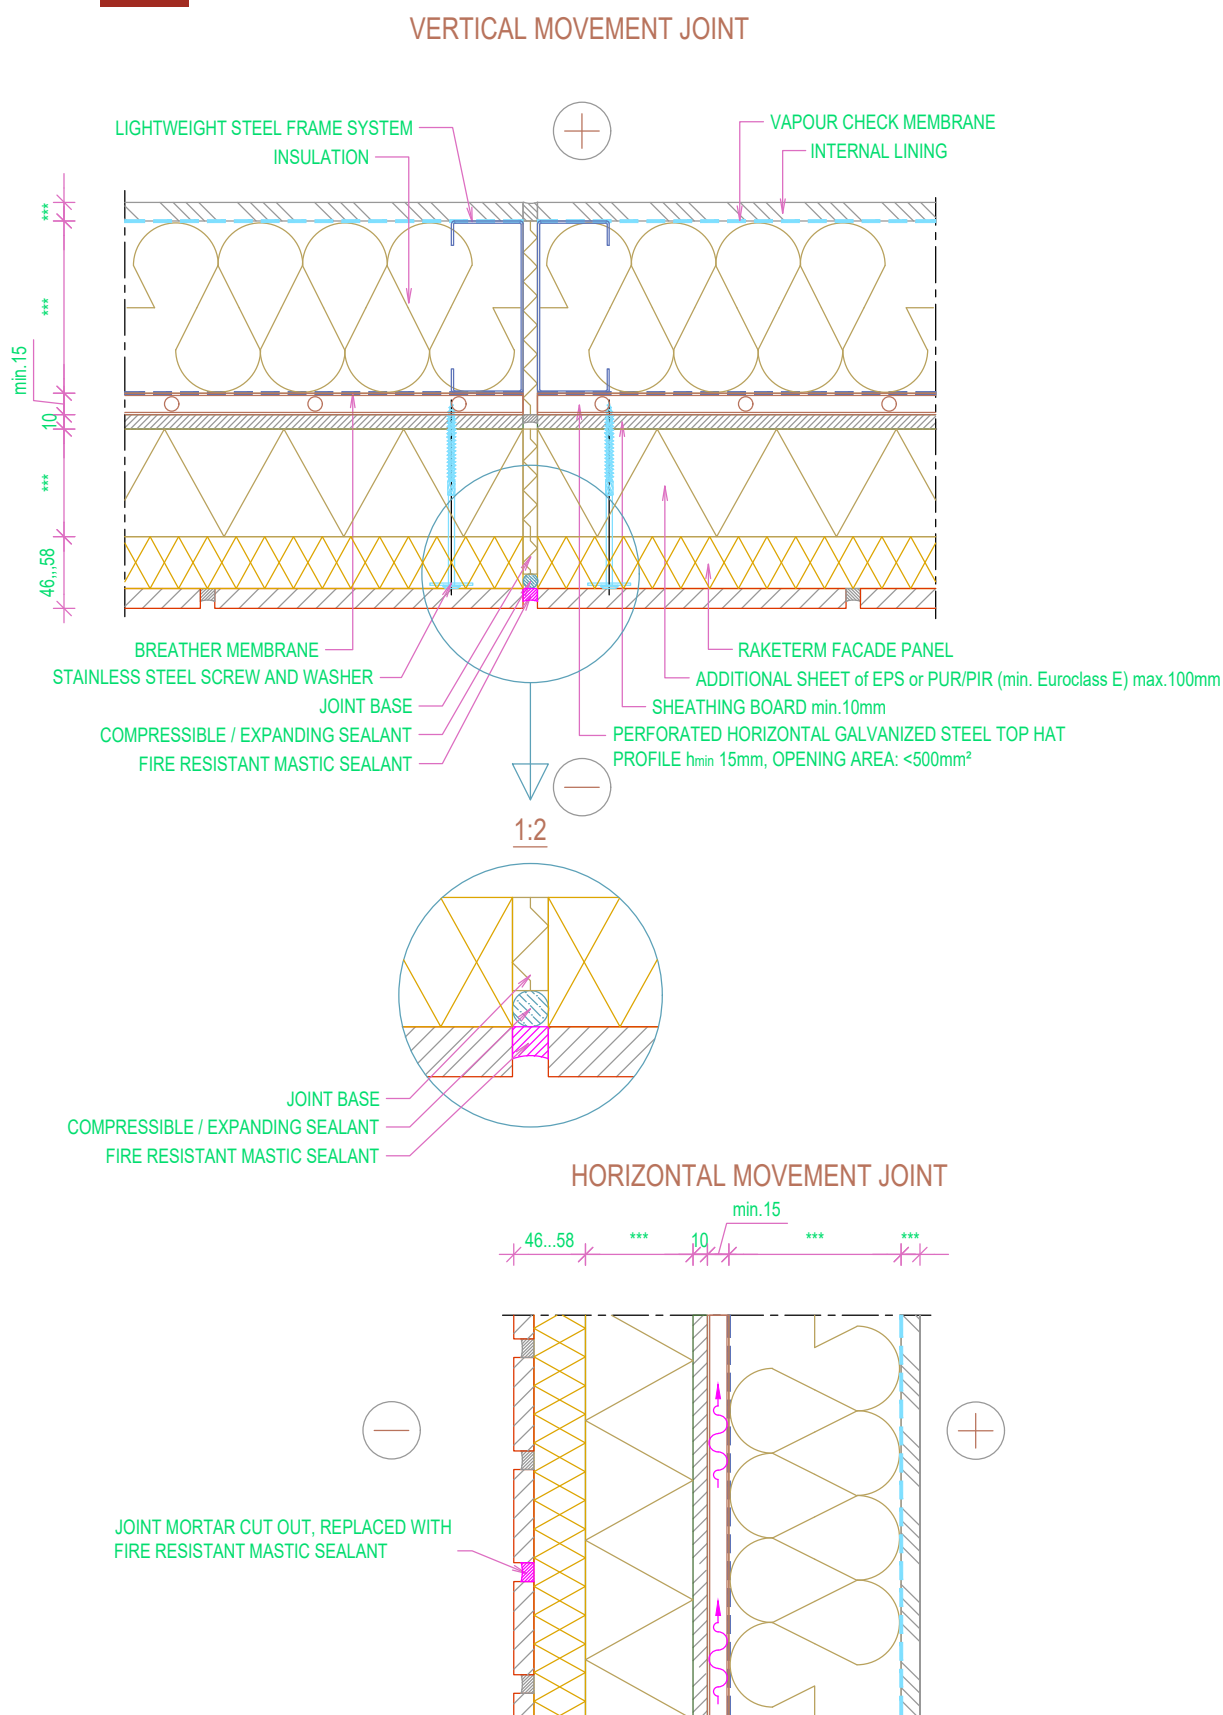 VERTICAL MOVEMENT JOINT
LIGHTWEIGHT STEEL FRAME SYSTEM
INSULATION
VAPOUR CHECK MEMBRANE
INTERNAL LINING
***
***
min.15
10
***
46,,,58
BREATHER MEMBRANE
STAINLESS STEEL SCREW AND WASHER
JOINT BASE
COMPRESSIBLE / EXPANDING SEALANT
FIRE RESISTANT MASTIC SEALANT
RAKETERM FACADE PANEL
ADDITIONAL SHEET of EPS or PUR/PIR (min. Euroclass E) max.100mm
SHEATHING BOARD min.10mm
PERFORATED HORIZONTAL GALVANIZED STEEL TOP HAT
PROFILE hmin 15mm, OPENING AREA: <500mm²
1:2
JOINT BASE
COMPRESSIBLE / EXPANDING SEALANT
FIRE RESISTANT MASTIC SEALANT
HORIZONTAL MOVEMENT JOINT
min.15
46...58 *** 10 *** ***
JOINT MORTAR CUT OUT, REPLACED WITH
FIRE RESISTANT MASTIC SEALANT